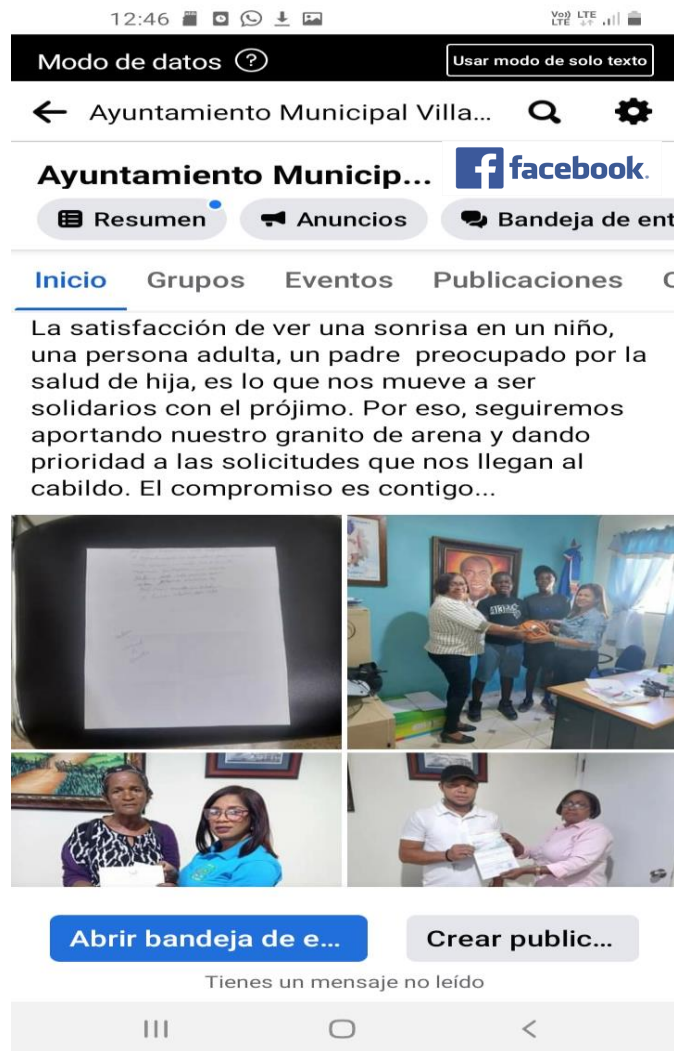 12:46
Vo)) LTE
LTE
Modo de datos ?
Usar modo de solo texto
Ayuntamiento Municipal Villa...
Ayuntamiento Municip...
f facebook.
Resumen
Anuncios
Bandeja de ent
Inicio
Grupos
Eventos
Publicaciones
La satisfacción de ver una sonrisa en un niño,
una persona adulta, un padre preocupado por la
salud de hija, es lo que nos mueve a ser
solidarios con el prójimo. Por eso, seguiremos
aportando nuestro granito de arena y dando
prioridad a las solicitudes que nos llegan al
cabildo. El compromiso es contigo...
Abrir bandeja de e...
Crear public...
Tienes un mensaje no leído